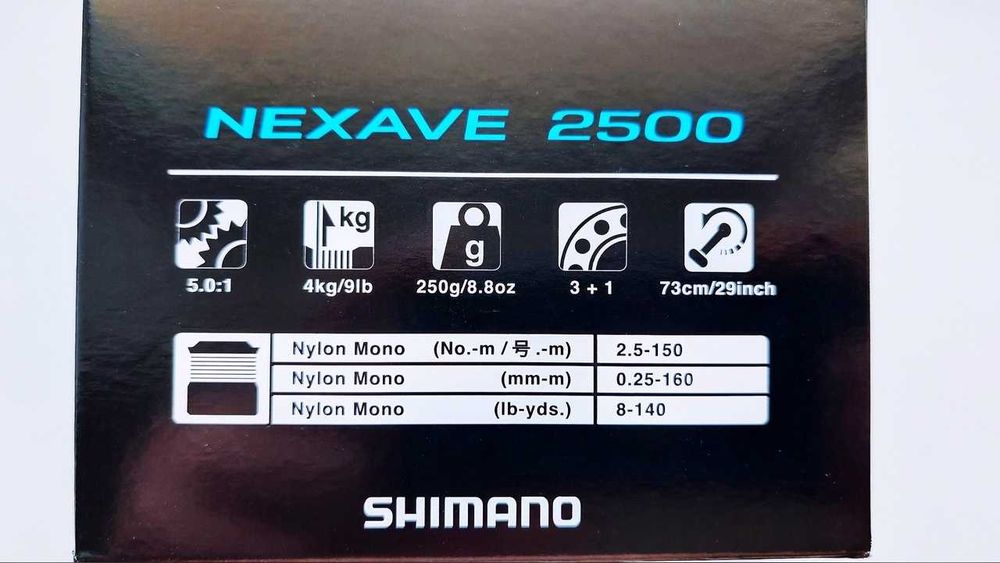 NEXAVE 2500
kg
g
5.0:1 4kg/9lb 250g/8.8oz 3 + 1 73cm/29inch
Nylon Mono (No.-m / 号.-m) 2.5-150
Nylon Mono (mm-m) 0.25-160
Nylon Mono (lb-yds.) 8-140
SHIMANO